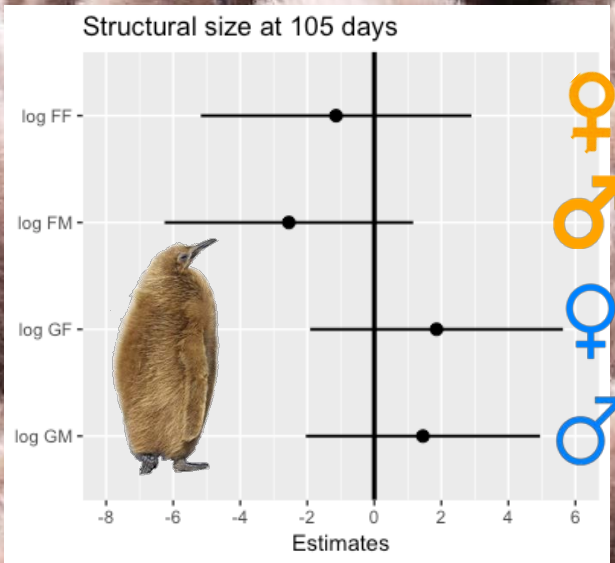 Structural size at 105 days
log FF
log FM
log GF
log GM
-8 -6 -4 -2 0 2 4 6
Estimates